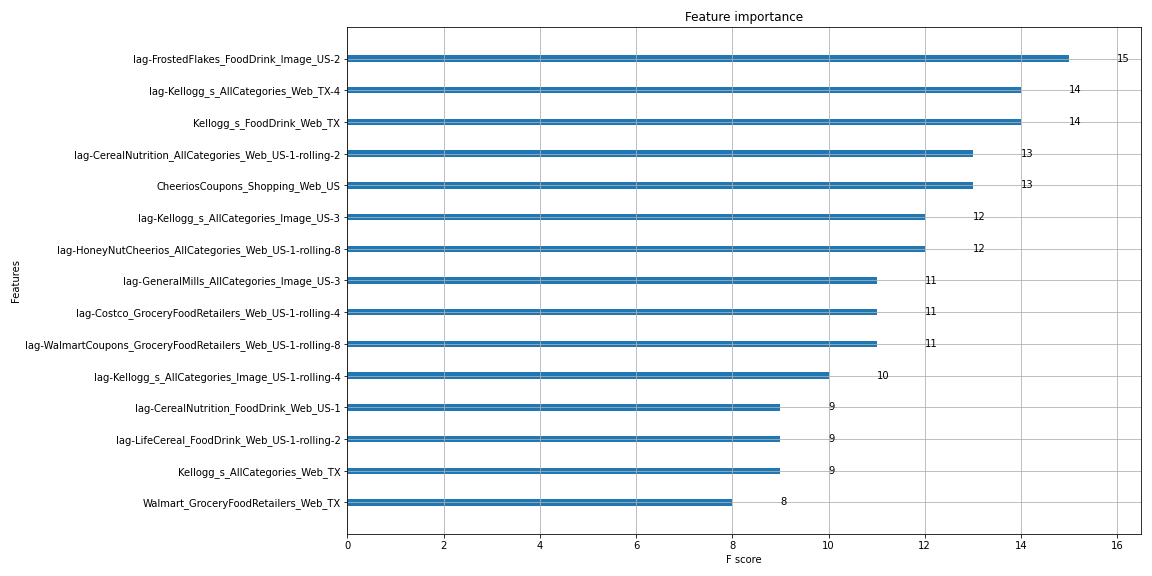 Feature importance
lag-FrostedFlakes_FoodDrink_Image_US-2 15
lag-Kellogg_s_AllCategories_Web_TX-4 14
Kellogg_s_FoodDrink_Web_TX 14
lag-CerealNutrition_AllCategories_Web_US-1-rolling-2 13
CheeriosCoupons_Shopping_Web_US 13
lag-Kellogg_s_AllCategories_Image_US-3 12
lag-HoneyNutCheerios_AllCategories_Web_US-1-rolling-8 12
lag-GeneralMills_AllCategories_Image_US-3 11
lag-Costco_GroceryFoodRetailers_Web_US-1-rolling-4 11
lag-WalmartCoupons_GroceryFoodRetailers_Web_US-1-rolling-8 11
lag-Kellogg_s_AllCategories_Image_US-1-rolling-4 10
lag-CerealNutrition_FoodDrink_Web_US-1 9
lag-LifeCereal_FoodDrink_Web_US-1-rolling-2 9
Kellogg_s_AllCategories_Web_TX 9
Walmart_GroceryFoodRetailers_Web_TX 8
Features
0 2 4 6 8 10 12 14 16
F score